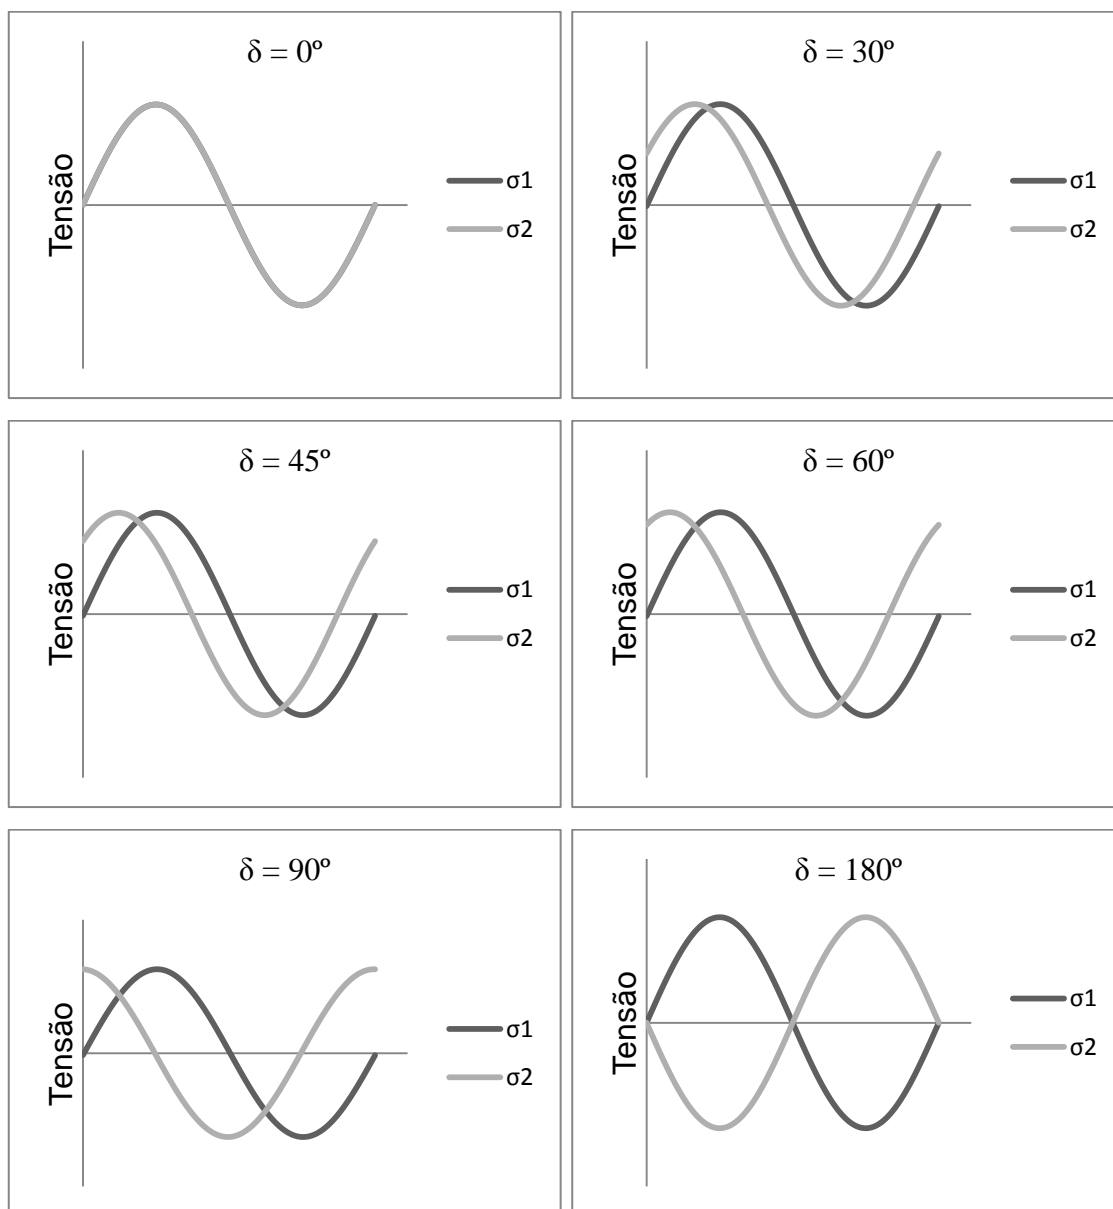 δ = 0º
Tensão
σ1
σ2
δ = 30º
Tensão
σ1
σ2
δ = 45º
Tensão
σ1
σ2
δ = 60º
Tensão
σ1
σ2
δ = 90º
Tensão
σ1
σ2
δ = 180º
Tensão
σ1
σ2